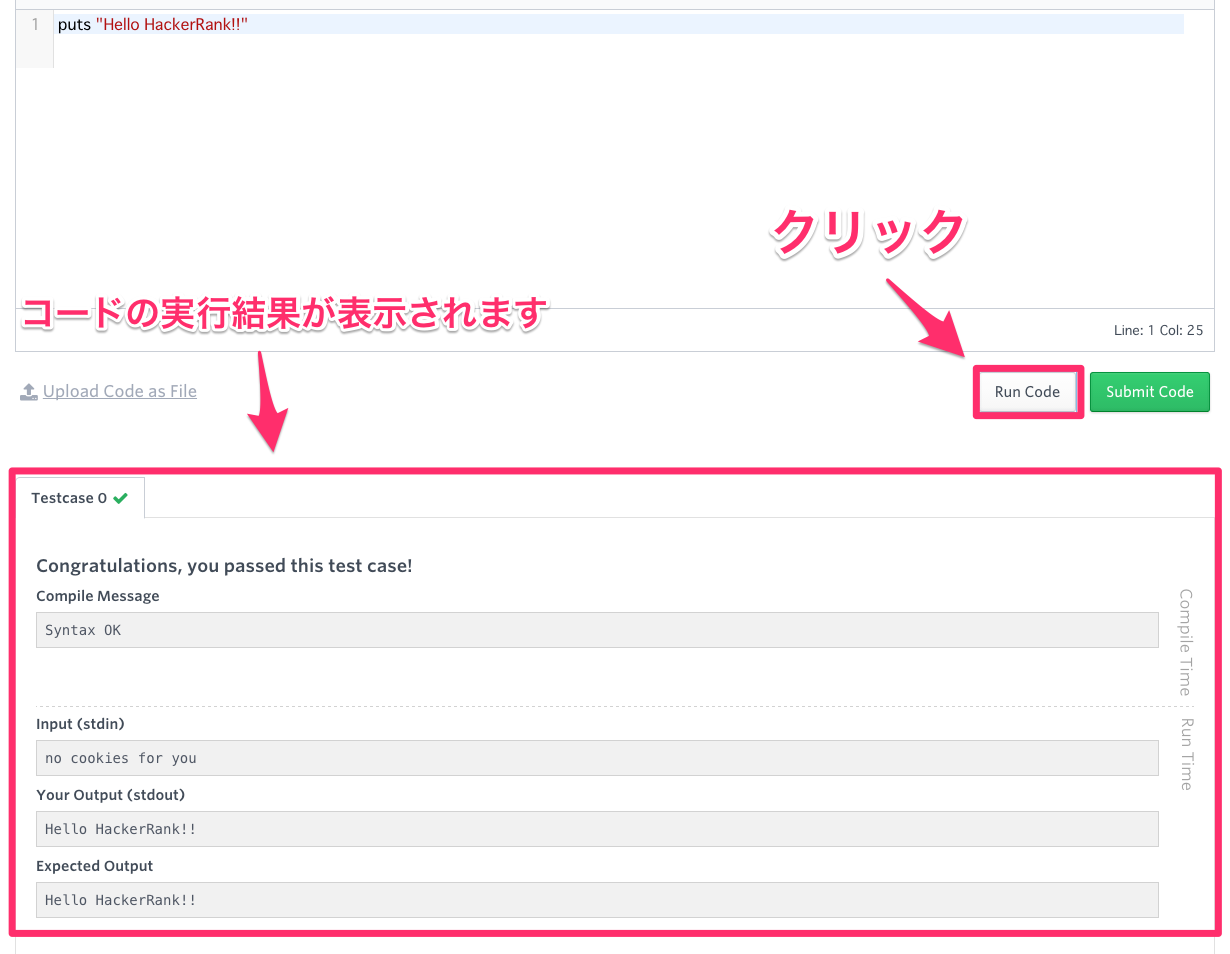 1 puts "Hello HackerRank!!"
クリック
コードの実行結果が表示されます
Line: 1 Col: 25
Upload Code as File
Run Code
Submit Code
Testcase 0
Congratulations, you passed this test case!
Compile Message
Syntax OK
Compile Time
Input (stdin)
no cookies for you
Run Time
Your Output (stdout)
Hello HackerRank!!
Expected Output
Hello HackerRank!!